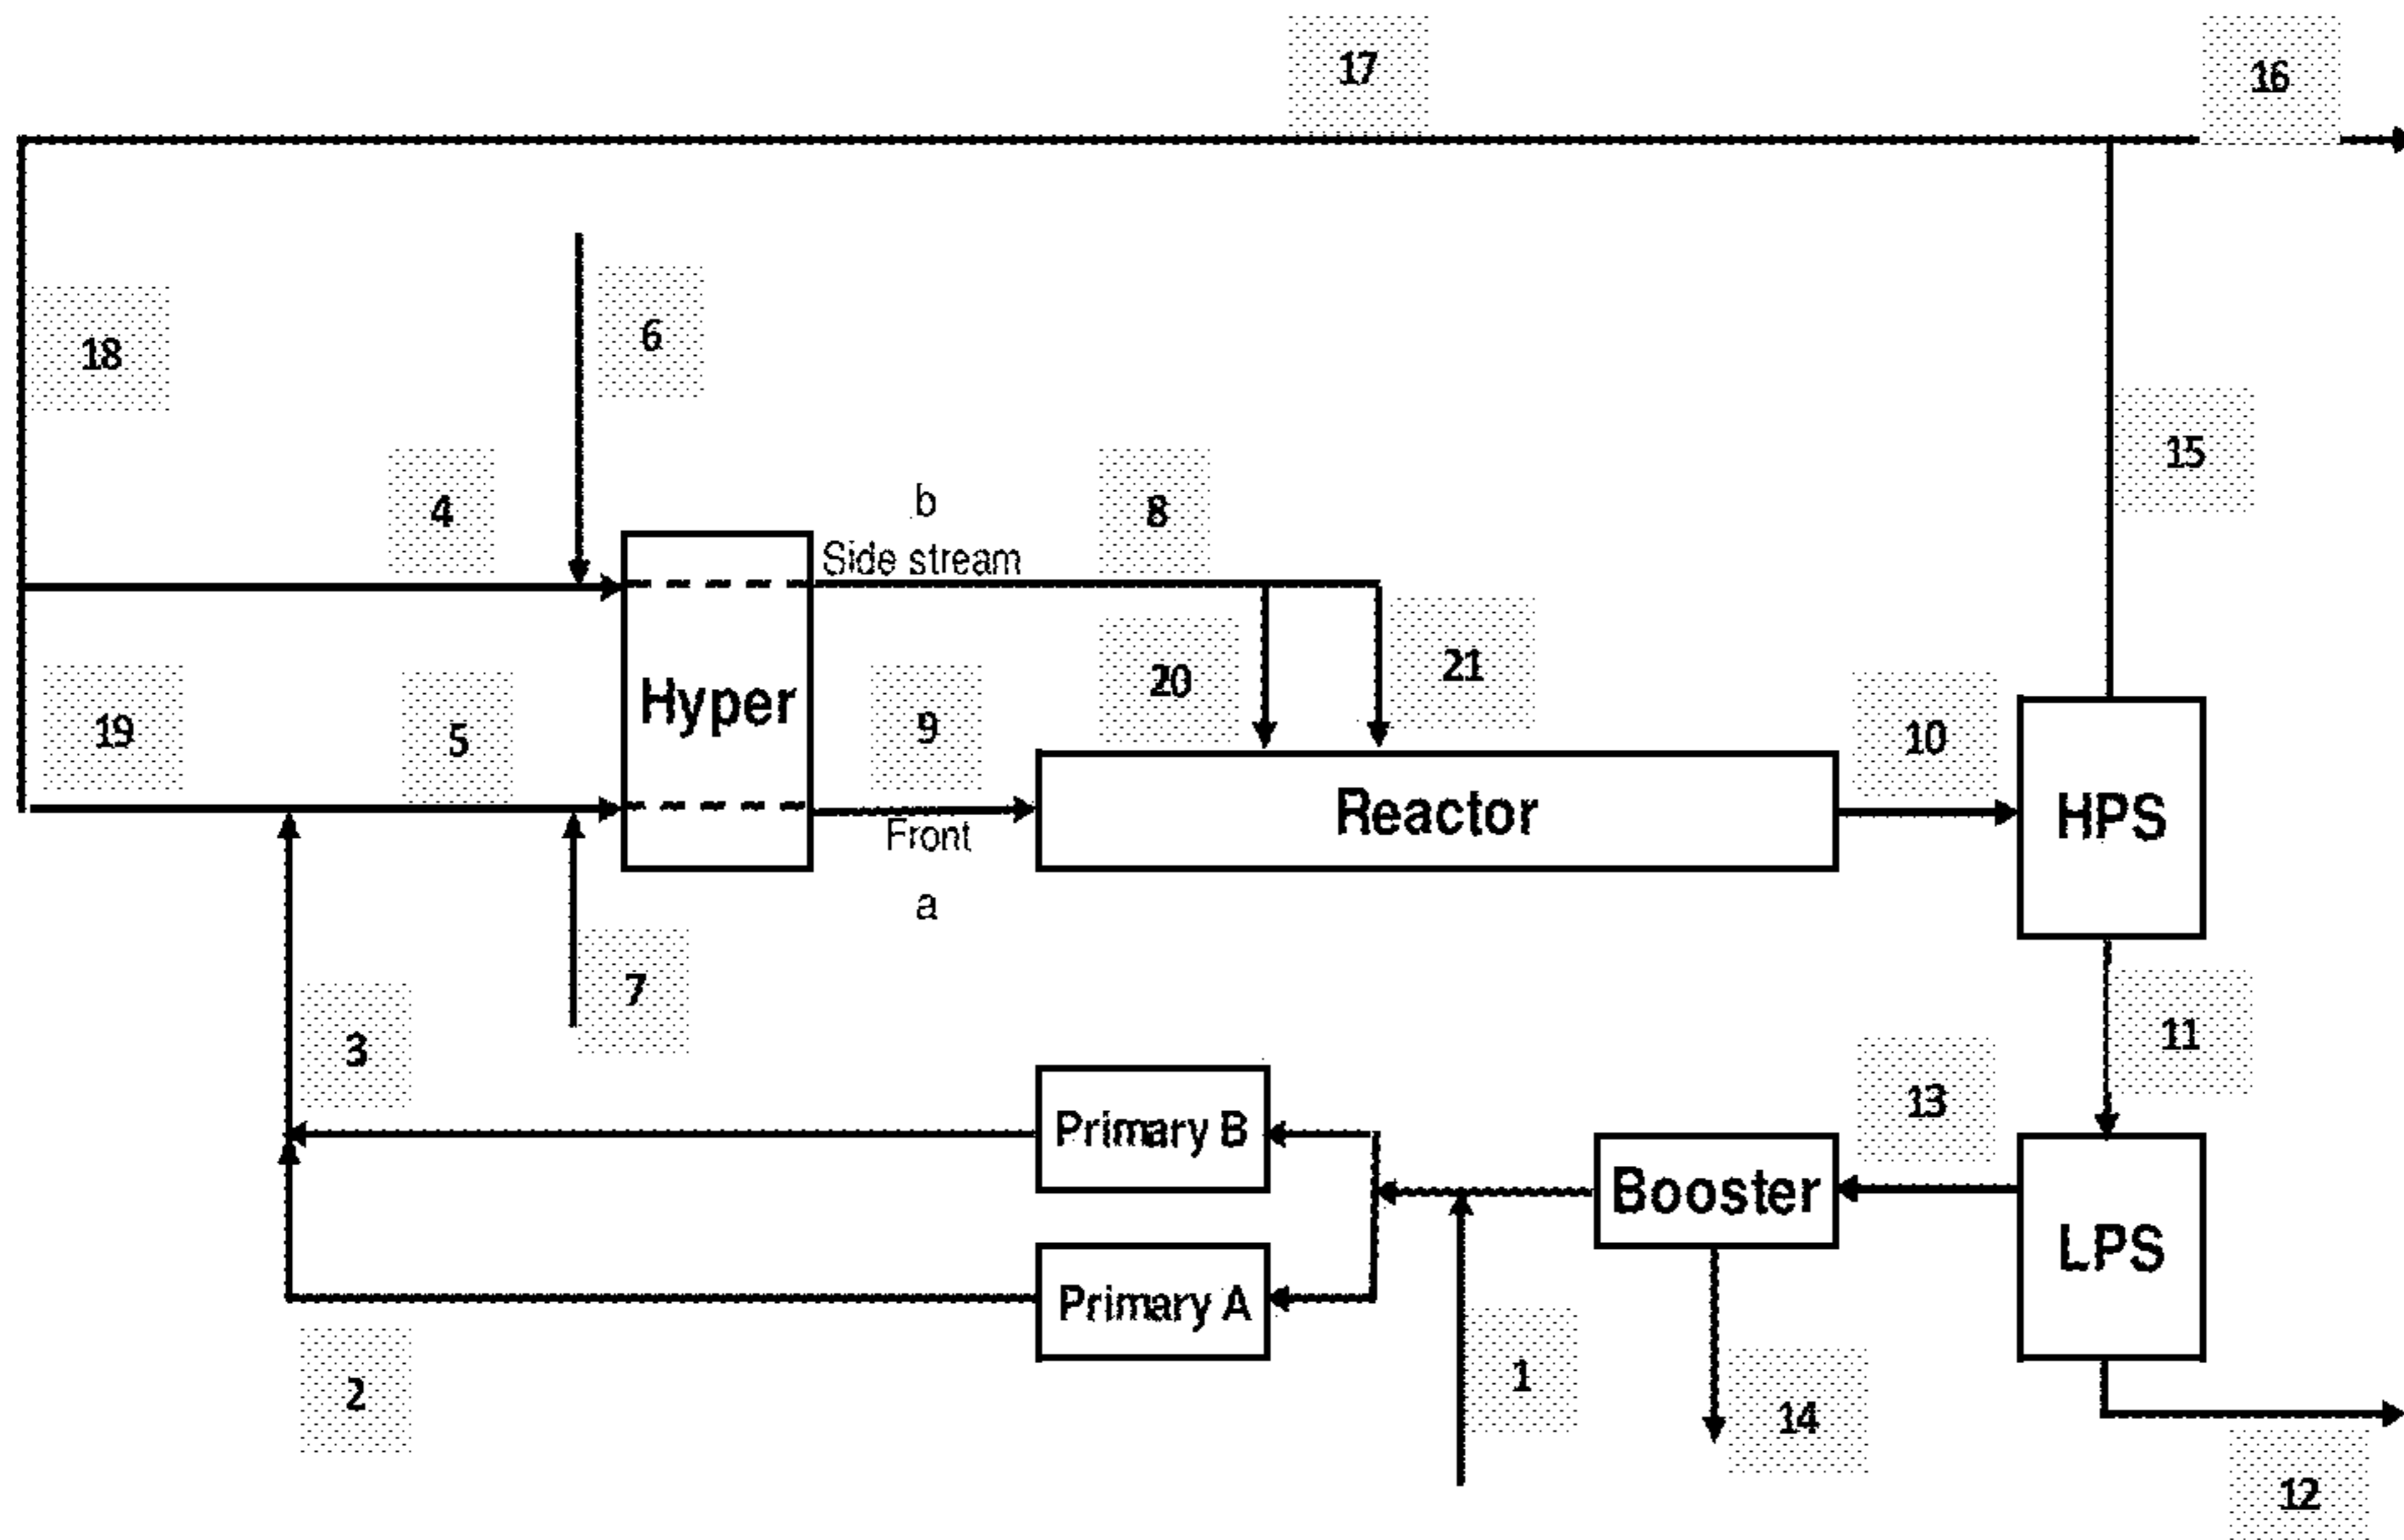 17
16
18
6
4
b
8
15
Side stream
19
5
Hyper
9
20
21
10
Reactor
HPS
Front
a
7
3
11
13
Primary B
Booster
LPS
Primary A
2
1
14
12